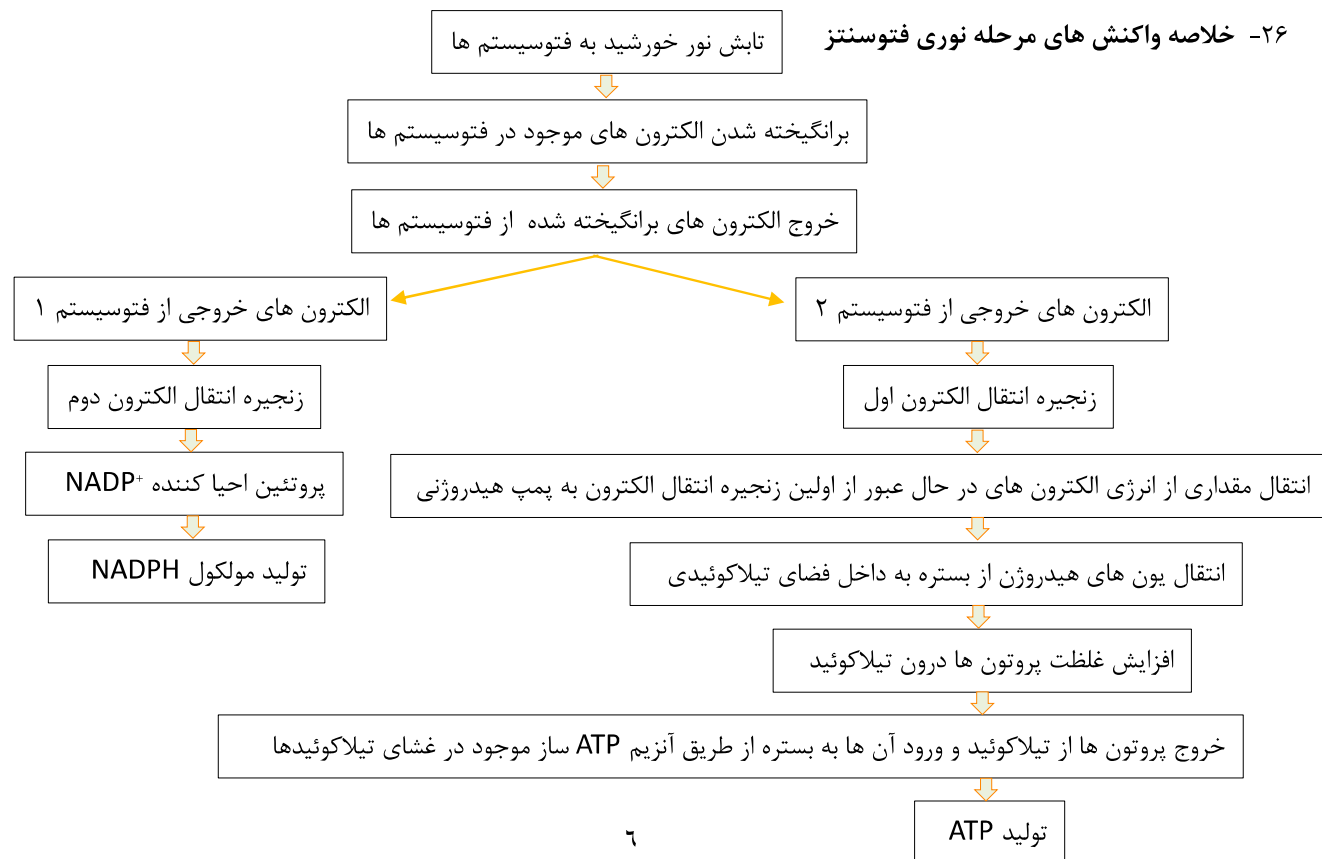 ۲۶- خلاصه واکنش های مرحله نوری فتوسنتز
تابش نور خورشید به فتوسیستم ها
برانگیخته شدن الکترون های موجود در فتوسیستم ها
خروج الکترون های برانگیخته شده از فتوسیستم ها
الکترون های خروجی از فتوسیستم ۲
الکترون های خروجی از فتوسیستم ۱
زنجیره انتقال الکترون اول
زنجیره انتقال الکترون دوم
انتقال مقداری از انرژی الکترون های در حال عبور از اولین زنجیره انتقال الکترون به پمپ هیدروژنی
پروتئین احیا کننده NADP⁺
انتقال یون های هیدروژن از بستره به داخل فضای تیلاکوئیدی
تولید مولکول NADPH
افزایش غلظت پروتون ها درون تیلاکوئید
خروج پروتون ها از تیلاکوئید و ورود آن ها به بستره از طریق آنزیم ATP ساز موجود در غشای تیلاکوئیدها
تولید ATP
٦